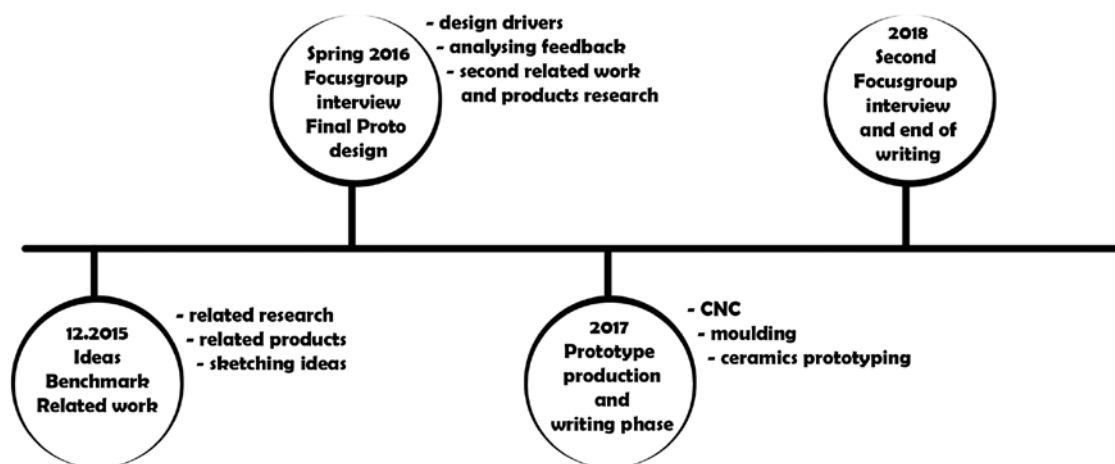 12.2015
Ideas
Benchmark
Related work
- related research
- related products
- sketching ideas
Spring 2016
Focusgroup
interview
Final Proto
design
- design drivers
- analysing feedback
- second related work
and products research
2017
Prototype
production
and
writing phase
- CNC
- moulding
- ceramics prototyping
2018
Second
Focusgroup
interview
and end of
writing